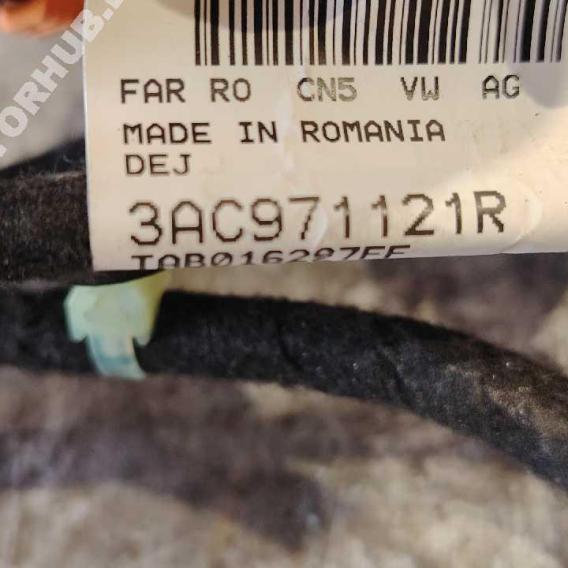 FAR RO CN5 VW AG
MADE IN ROMANIA
DEJ
3AC971121R